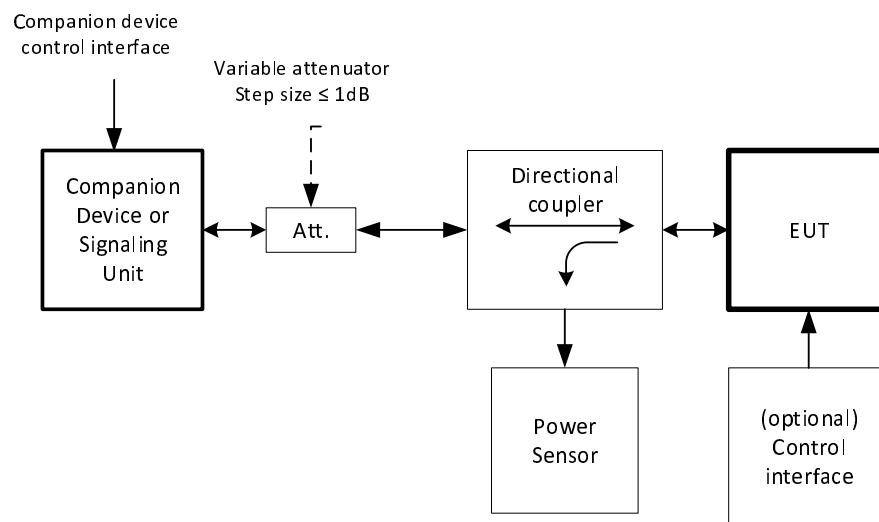 Companion device
control interface
Variable attenuator
Step size ≤ 1dB
Companion
Device or
Signaling
Unit
Att.
Directional
coupler
EUT
Power
Sensor
(optional)
Control
interface